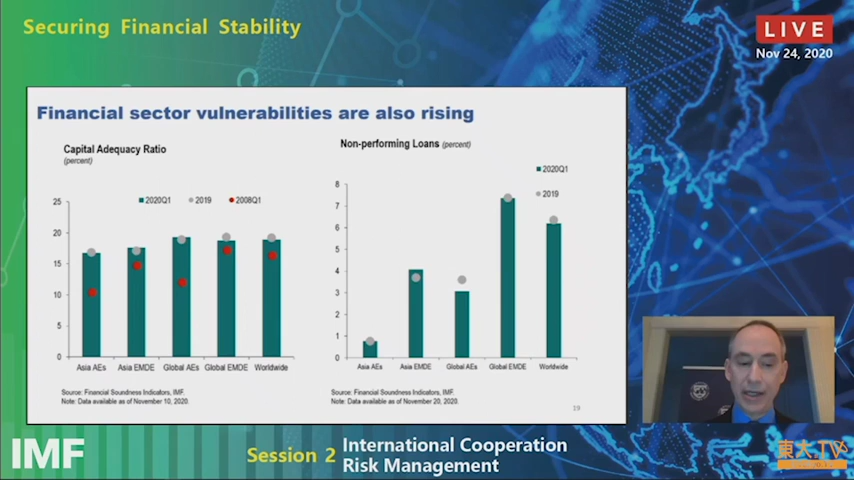 Securing Financial Stability
LIVE
Nov 24, 2020
Financial sector vulnerabilities are also rising
Capital Adequacy Ratio
(percent)
2020Q1 2019 2008Q1
25
20
15
10
5
0
Asia AEs Asia EMDE Global AEs Global EMDE Worldwide
Source: Financial Soundness Indicators, IMF.
Note: Data available as of November 10, 2020.
Non-performing Loans (percent)
2020Q1
2019
8
7
6
5
4
3
2
1
0
Asia AEs Asia EMDE Global AEs Global EMDE Worldwide
Source: Financial Soundness Indicators, IMF.
Note: Data available as of November 20, 2020.
19
IMF
Session 2
International Cooperation
Risk Management
東大.TV